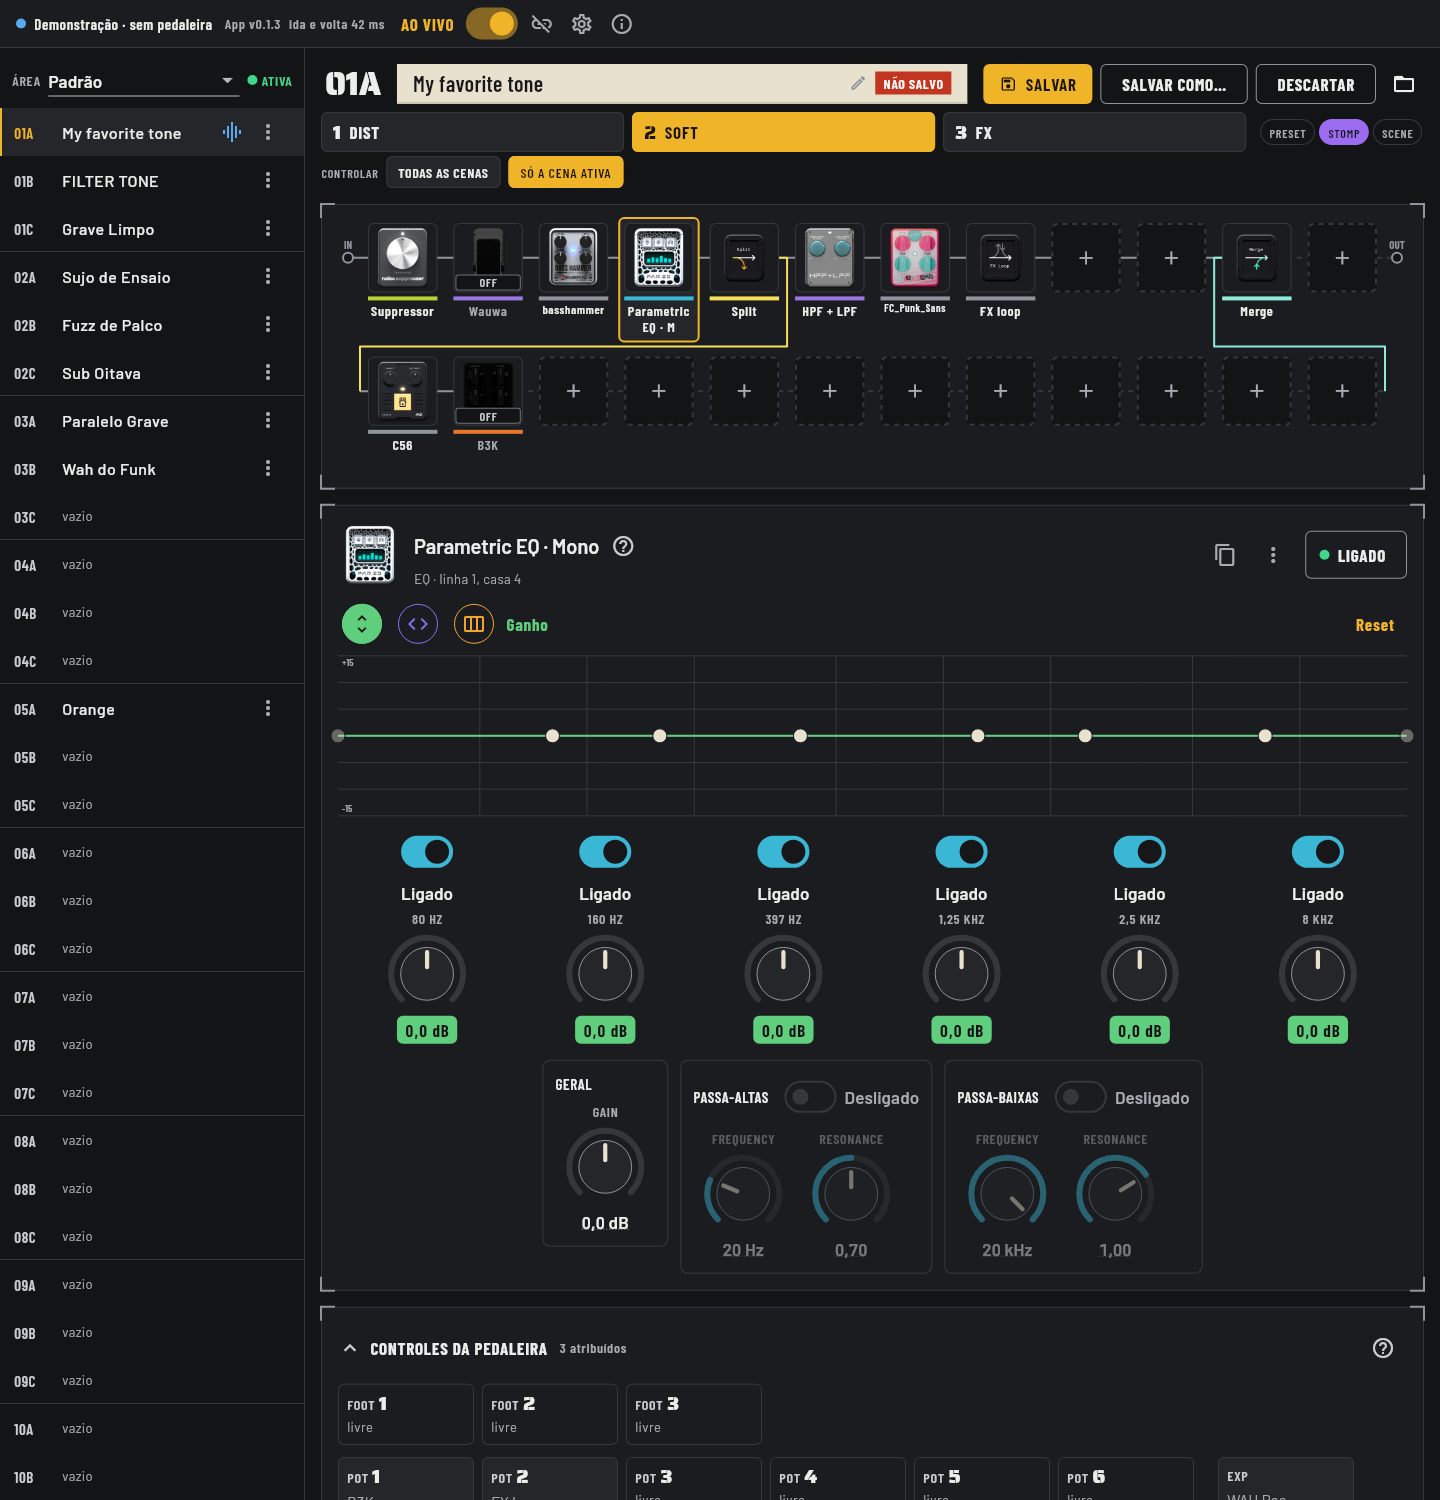 Demonstração · sem pedaleira App v0.1.3 Ida e volta 42 ms AO VIVO
ÁREA Padrão ATIVA
01A My favorite tone
01B FILTER TONE
01C Grave Limpo
02A Sujo de Ensaio
02B Fuzz de Palco
02C Sub Oitava
03A Paralelo Grave
03B Wah do Funk
03C vazio
04A vazio
04B vazio
04C vazio
05A Orange
05B vazio
05C vazio
06A vazio
06B vazio
06C vazio
07A vazio
07B vazio
07C vazio
08A vazio
08B vazio
08C vazio
09A vazio
09B vazio
09C vazio
10A vazio
10B vazio
01A My favorite tone NÃO SALVO SALVAR SALVAR COMO... DESCARTAR
1 DIST 2 SOFT 3 FX PRESET STOMP SCENE
CONTROLAR TODAS AS CENAS SÓ A CENA ATIVA
IN OUT
OFF
Suppressor Wauwa basshammer Parametric EQ · M Split HPF + LPF FC_Punk_Sans FX loop Merge
OFF
C56 B3K
Parametric EQ · Mono
EQ · linha 1, casa 4
LIGADO
Ganho Reset
+15
-15
Ligado Ligado Ligado Ligado Ligado Ligado
80 HZ 160 HZ 397 HZ 1,25 KHZ 2,5 KHZ 8 KHZ
0,0 dB 0,0 dB 0,0 dB 0,0 dB 0,0 dB 0,0 dB
GERAL
GAIN
0,0 dB
PASSA-ALTAS Desligado
FREQUENCY RESONANCE
20 Hz 0,70
PASSA-BAIXAS Desligado
FREQUENCY RESONANCE
20 kHz 1,00
CONTROLES DA PEDALEIRA 3 atribuídos
FOOT 1 FOOT 2 FOOT 3
livre livre livre
POT 1 POT 2 POT 3 POT 4 POT 5 POT 6 EXP